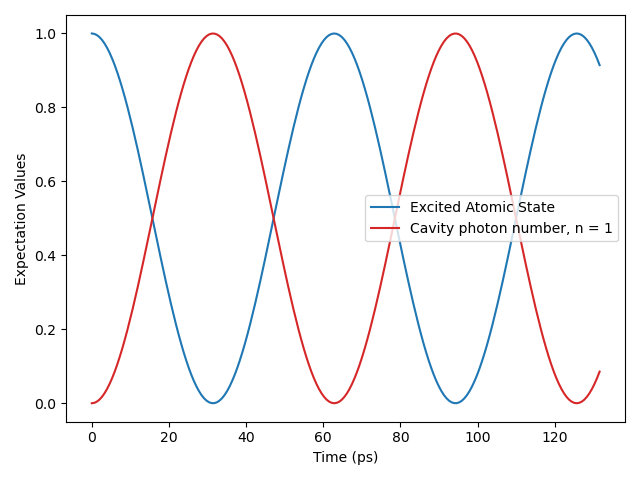 1.0
0.8
0.6
0.4
0.2
0.0
Expectation Values
Excited Atomic State
Cavity photon number, n = 1
0 20 40 60 80 100 120
Time (ps)